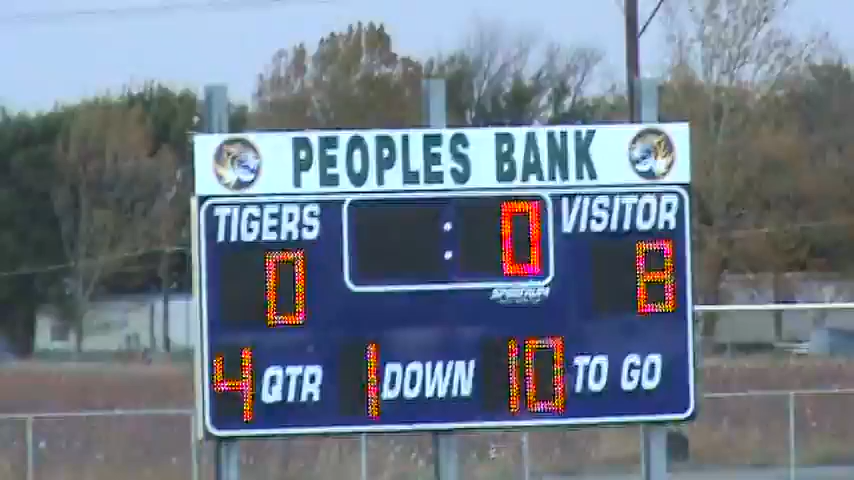 PEOPLES BANK
TIGERS : 0 VISITOR
0 8
4 QTR 1 DOWN 10 TO GO